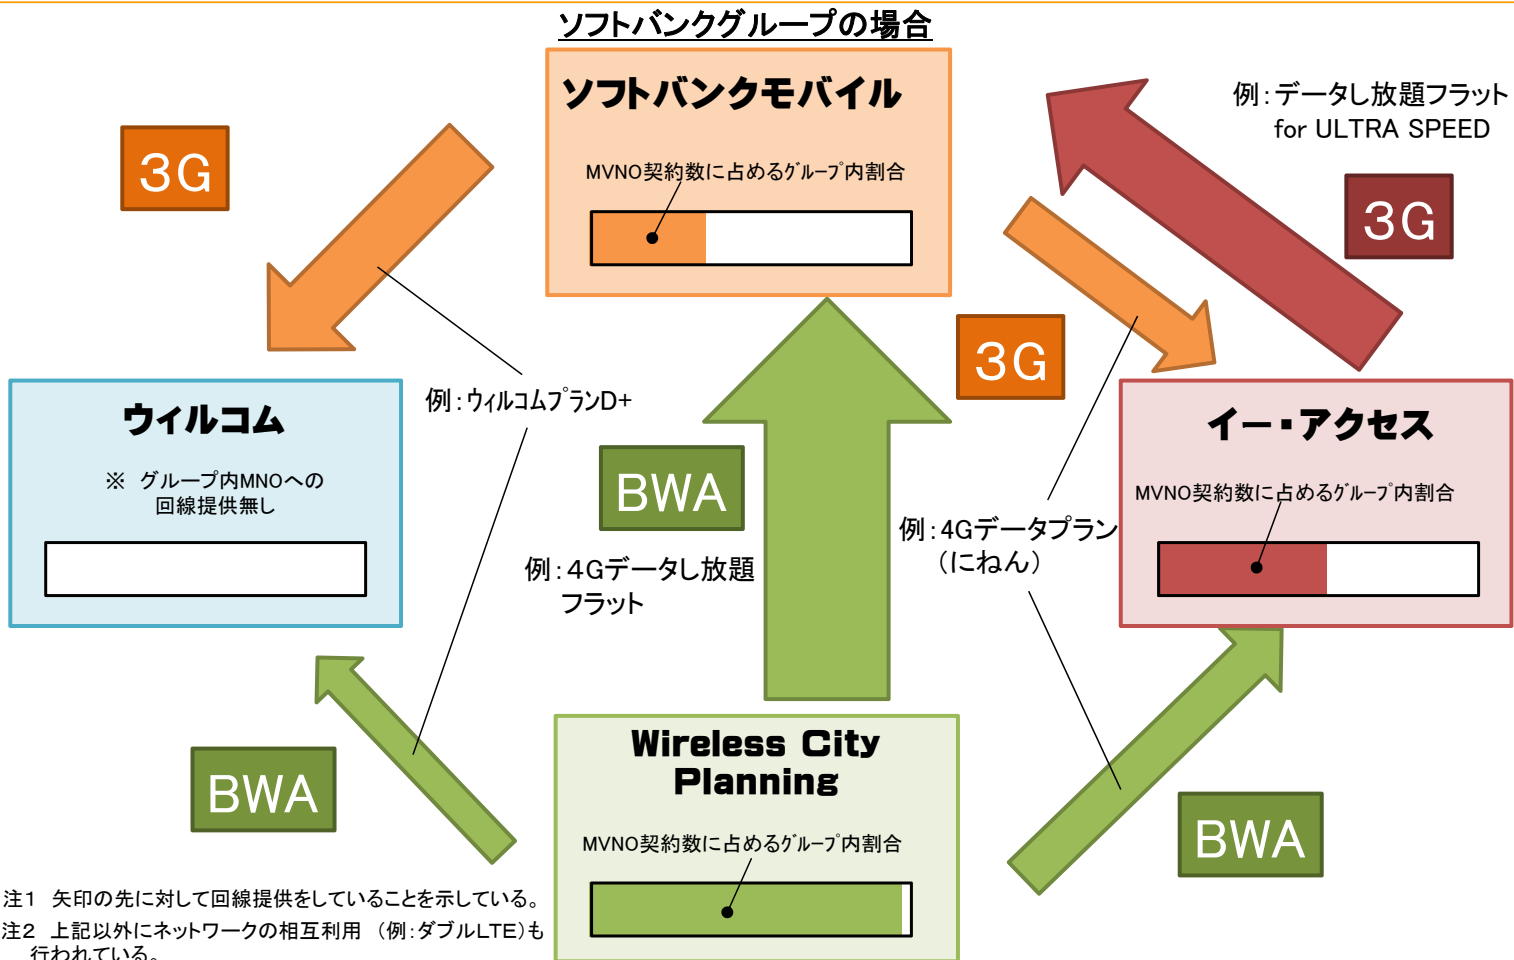 ソフトバンクグループの場合
ソフトバンクモバイル
MVNO契約数に占めるグループ内割合
例：データし放題フラット
for ULTRA SPEED
3G
3G
3G
ウィルコム
※ グループ内MNOへの
回線提供無し
例：ウィルコムプランD+
BWA
例：4Gデータし放題
フラット
イー・アクセス
MVNO契約数に占めるグループ内割合
例：4Gデータプラン
（にねん）
Wireless City
Planning
MVNO契約数に占めるグループ内割合
BWA
BWA
注1 矢印の先に対して回線提供をしていることを示している。
注2 上記以外にネットワークの相互利用 （例：ダブルLTE）も
行われている。